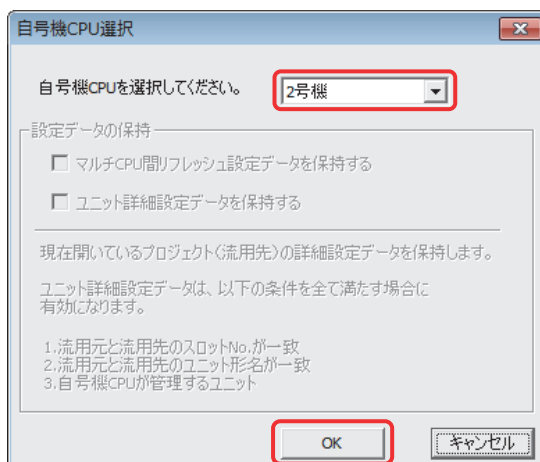 自号機CPU選択
自号機CPUを選択してください。
2号機
設定データの保持
マルチCPU間リフレッシュ設定データを保持する
ユニット詳細設定データを保持する
現在開いているプロジェクト(流用先)の詳細設定データを保持します。
ユニット詳細設定データは、以下の条件を全て満たす場合に
有効になります。
1.流用元と流用先のスロットNo.が一致
2.流用元と流用先のユニット形名が一致
3.自号機CPUが管理するユニット
OK
キャンセル